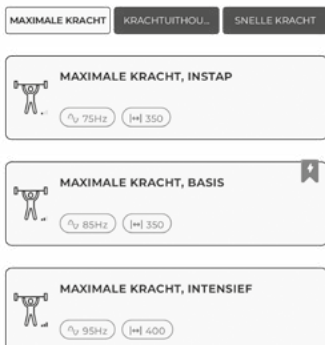 MAXIMALE KRACHT
KRACHTUITHOU...
SNELLE KRACHT
MAXIMALE KRACHT, INSTAP
75Hz
350
MAXIMALE KRACHT, BASIS
85Hz
350
MAXIMALE KRACHT, INTENSIEF
95Hz
400